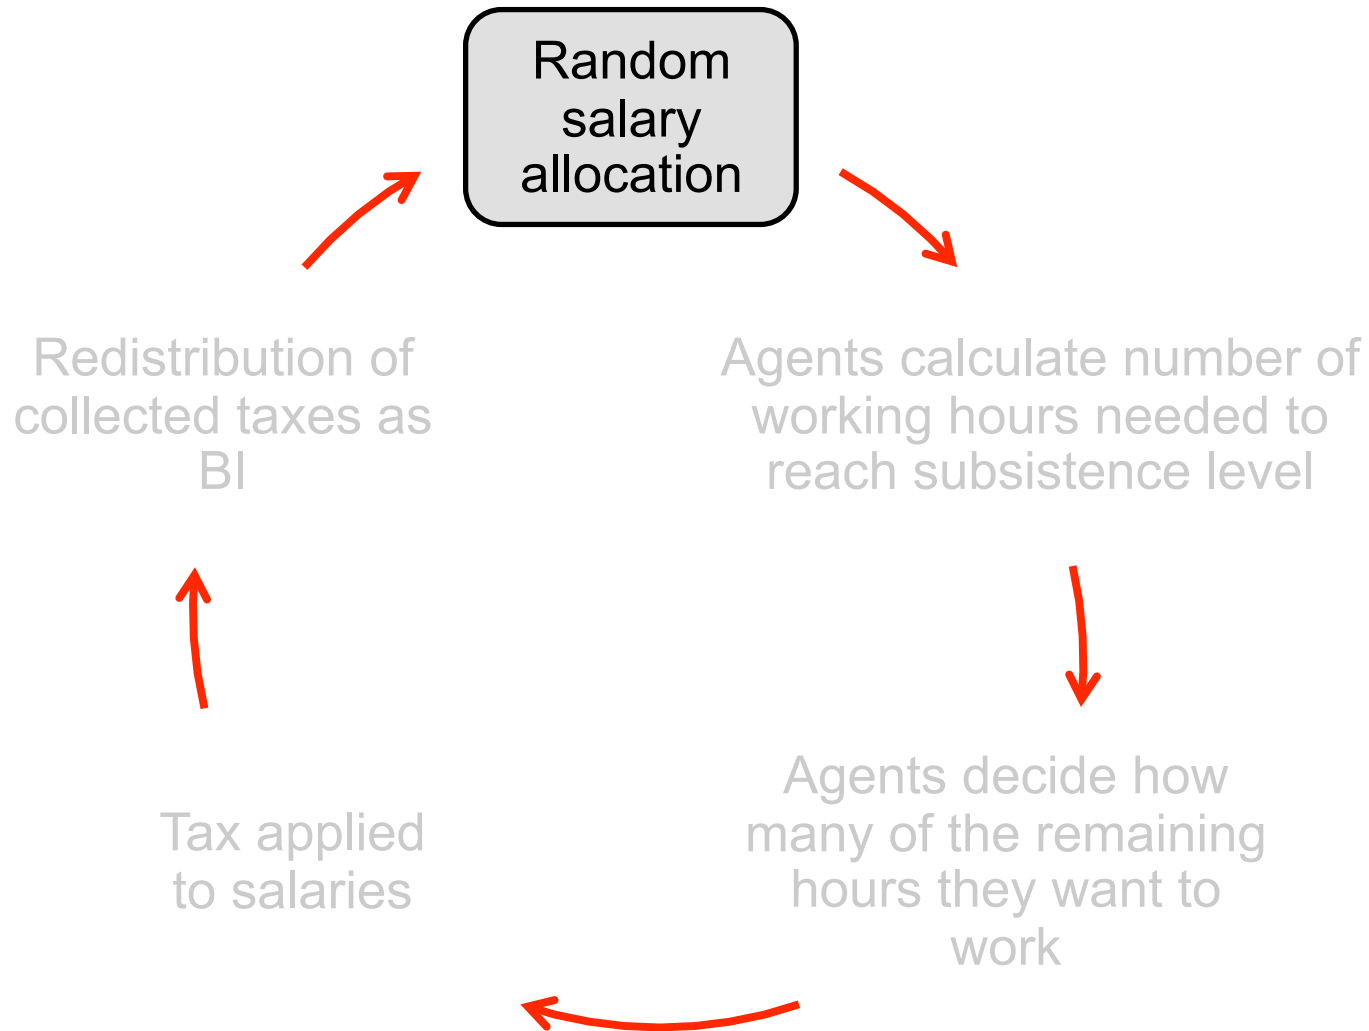 Random
salary
allocation
Agents calculate number of
working hours needed to
reach subsistence level
Agents decide how
many of the remaining
hours they want to
work
Tax applied
to salaries
Redistribution of
collected taxes as
BI